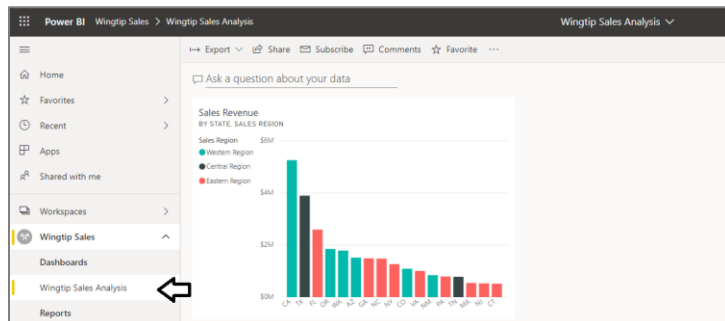 Power BI Wingtip Sales > Wingtip Sales Analysis
Wingtip Sales Analysis
Export Share Subscribe Comments Favorite ...
Home
Favorites
Recent
Apps
Shared with me
Workspaces
Wingtip Sales
Dashboards
Wingtip Sales Analysis
Reports
Ask a question about your data
Sales Revenue
BY STATE, SALES REGION
Sales Region
Western Region
Central Region
Eastern Region
$6M
$4M
$2M
$0M
CA TX FL OR WA AZ GA NC NY CO VA NM PA TN MA NJ CT